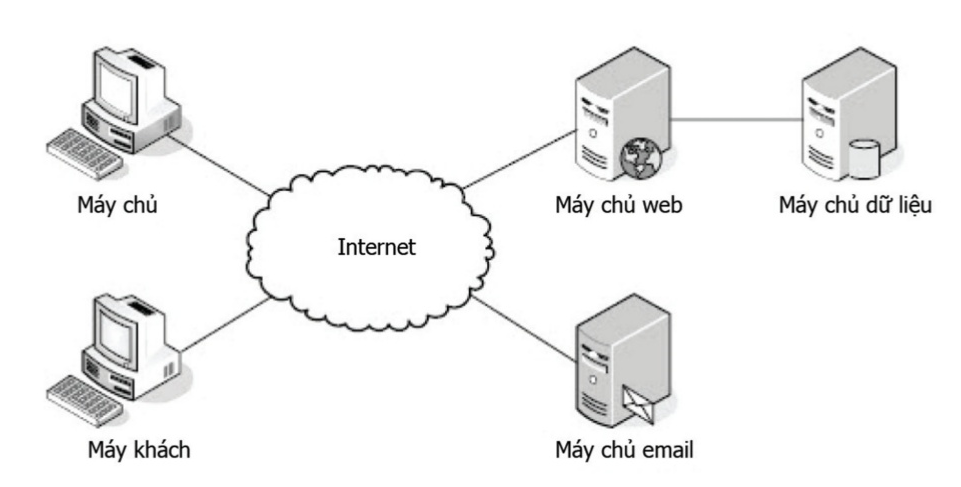 Máy chủ
Máy chủ web
Máy chủ dữ liệu
Internet
Máy khách
Máy chủ email